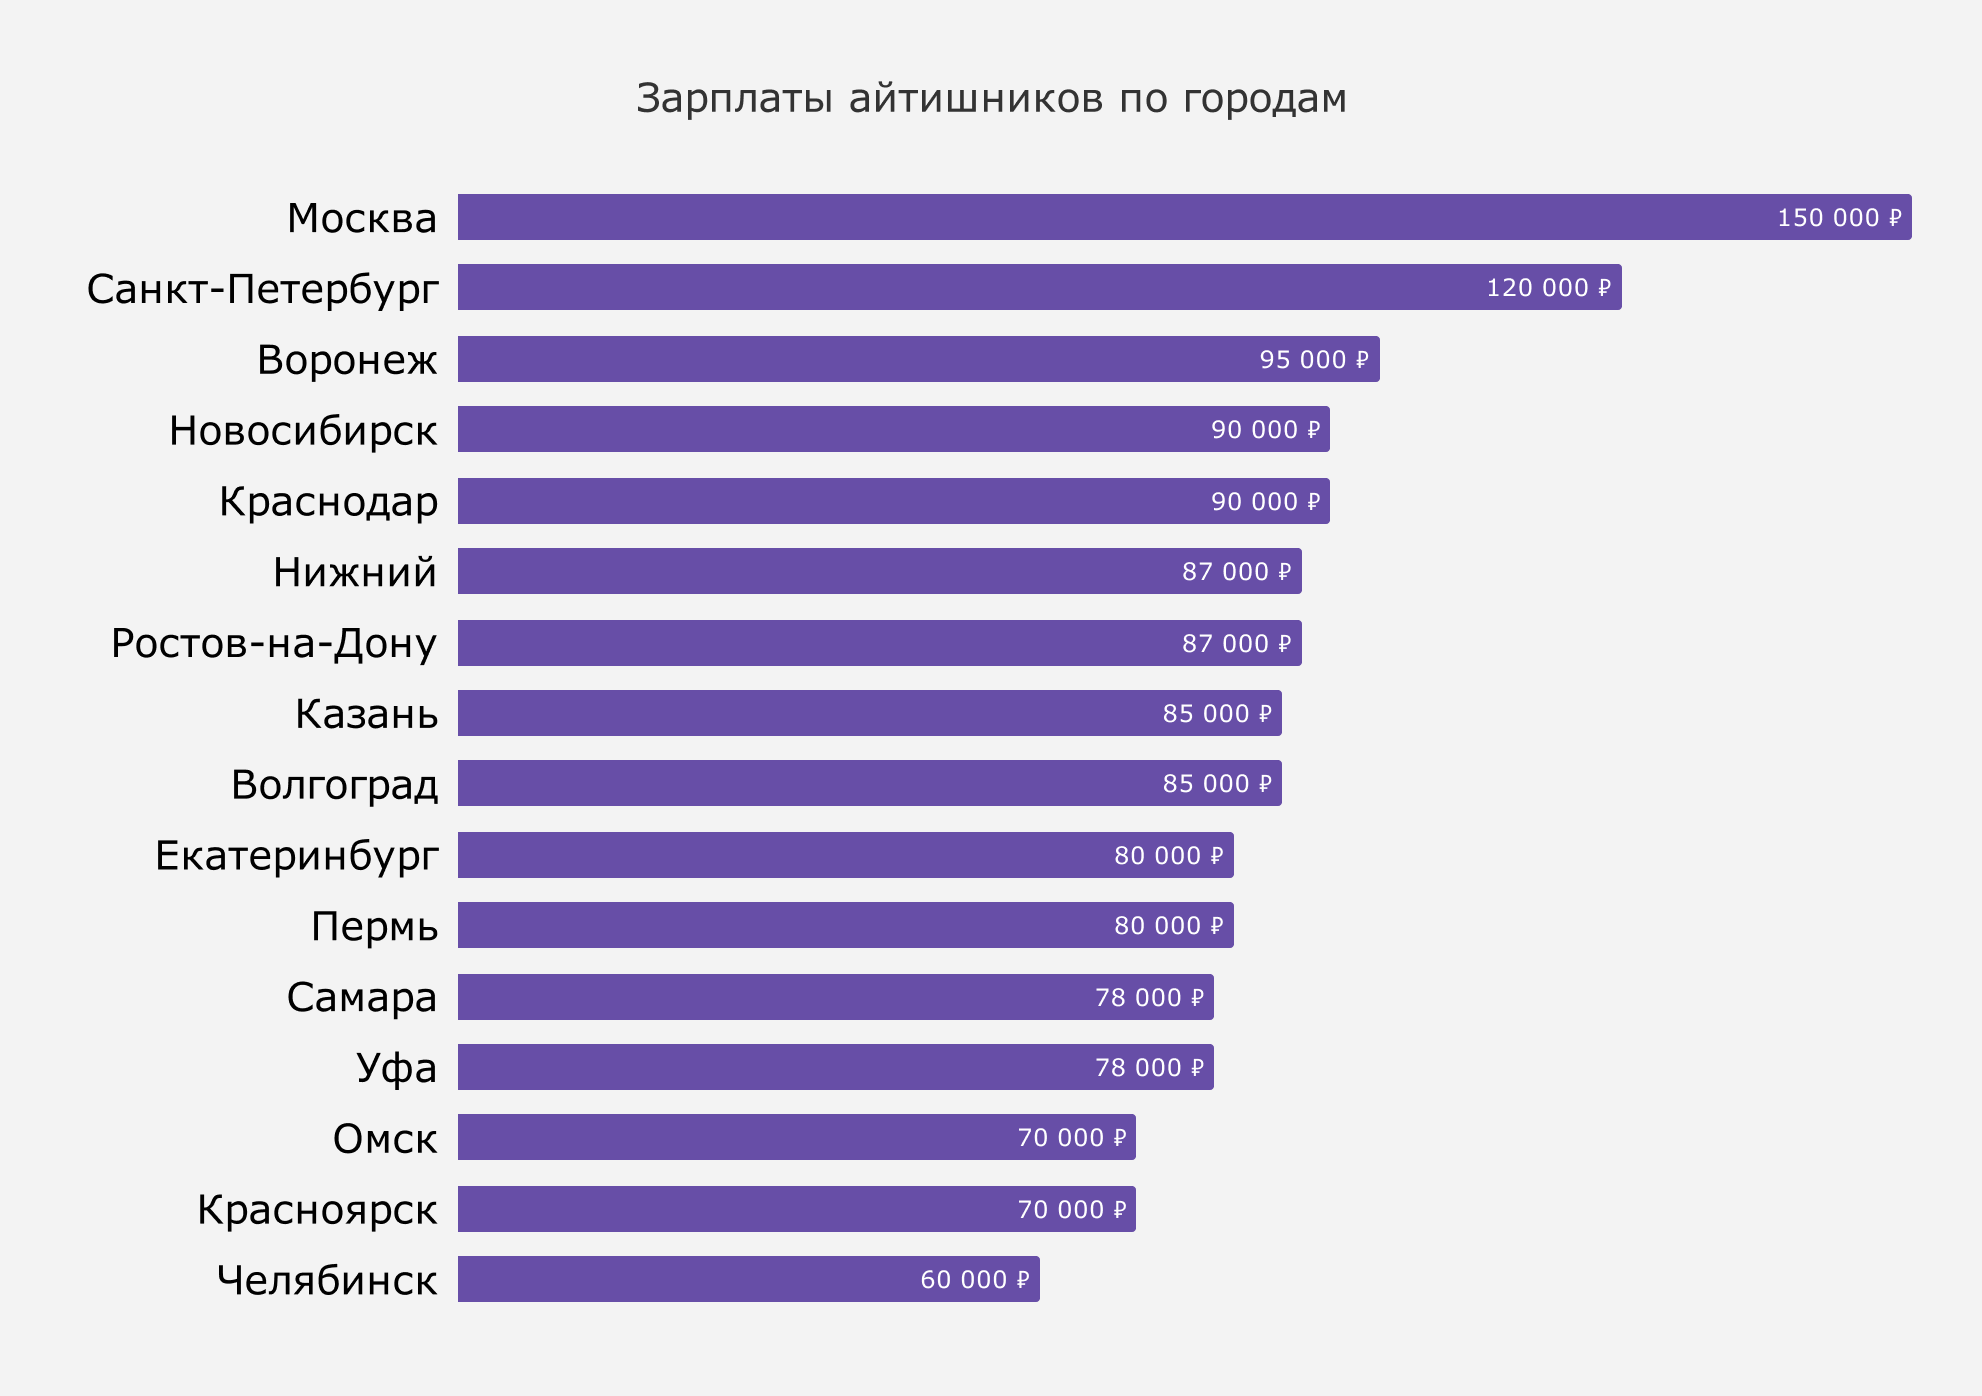 Зарплаты айтишников по городам
Москва 150 000 ₽
Санкт-Петербург 120 000 ₽
Воронеж 95 000 ₽
Новосибирск 90 000 ₽
Краснодар 90 000 ₽
Нижний 87 000 ₽
Ростов-на-Дону 87 000 ₽
Казань 85 000 ₽
Волгоград 85 000 ₽
Екатеринбург 80 000 ₽
Пермь 80 000 ₽
Самара 78 000 ₽
Уфа 78 000 ₽
Омск 70 000 ₽
Красноярск 70 000 ₽
Челябинск 60 000 ₽